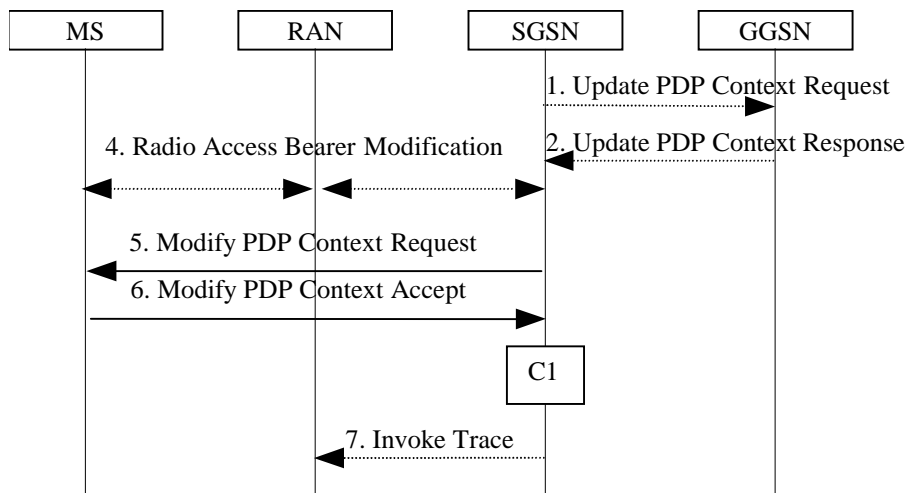 MS
RAN
SGSN
GGSN
1. Update PDP Context Request
2. Update PDP Context Response
4. Radio Access Bearer Modification
5. Modify PDP Context Request
6. Modify PDP Context Accept
C1
7. Invoke Trace